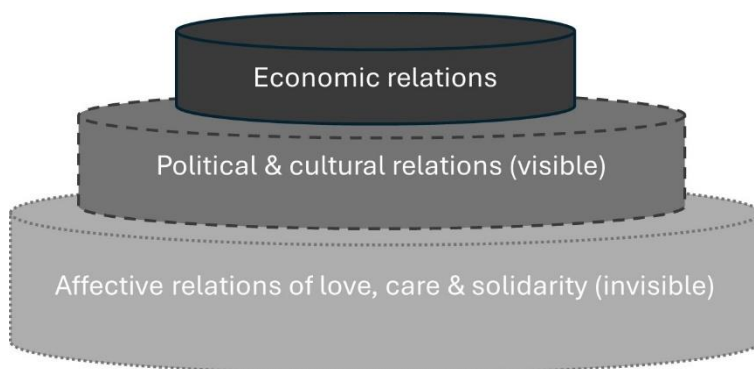 Economic relations
Political & cultural relations (visible)
Affective relations of love, care & solidarity (invisible)